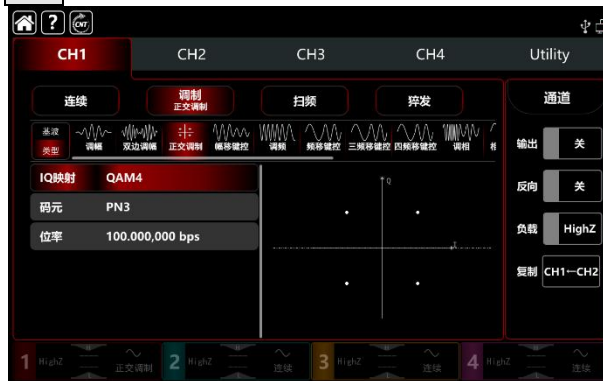 ? CNT
CH1 CH2 CH3 CH4 Utility
连续 调制 扫频 猝发 通道
正交调制
基波
类型 调幅 双边调幅 正交调制 幅移键控 调频 频移键控 三频移键控 四频移键控 调相
输出 关
IQ映射 QAM4
反向 关
码元 PN3
负载 HighZ
位率 100.000,000 bps
复制 CH1←CH2
Q
I
1 HighZ 正交调制 2 HighZ 连续 3 HighZ 连续 4 HighZ 连续